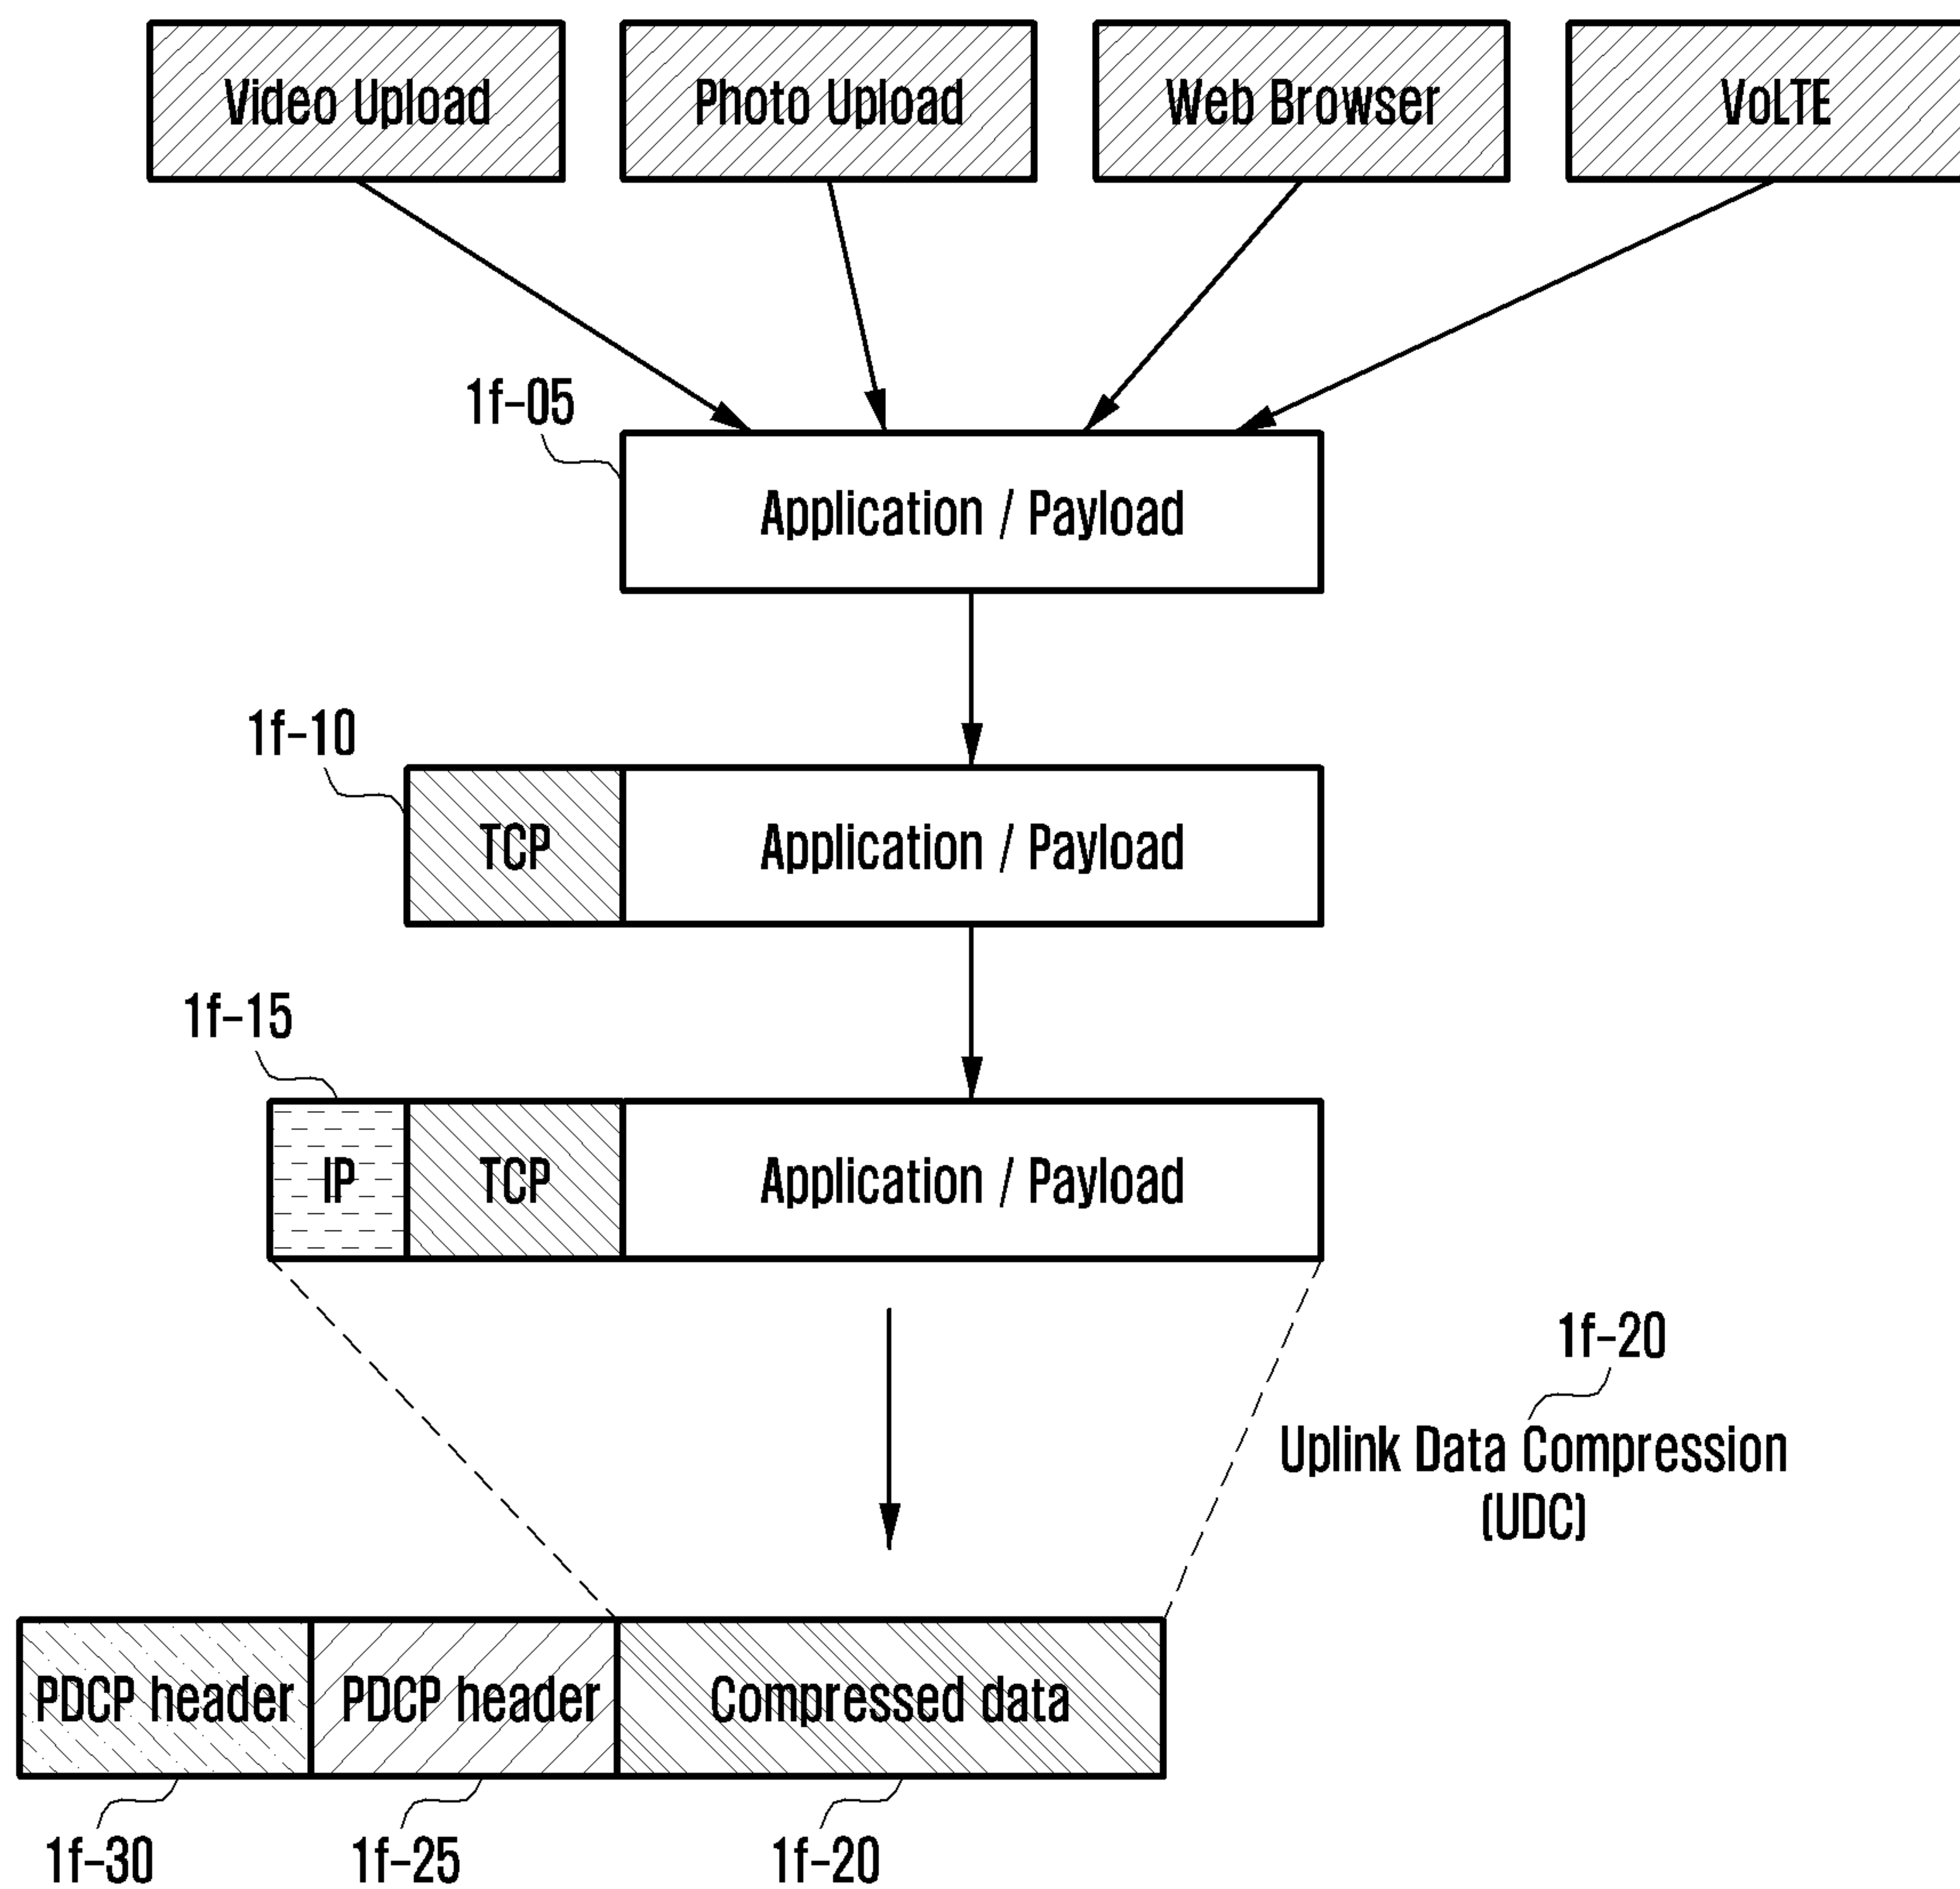 Video Upload
Photo Upload
Web Browser
VoLTE
1f-05
Application / Payload
1f-10
TCP
Application / Payload
1f-15
IP
TCP
Application / Payload
1f-20
Uplink Data Compression
(UDC)
PDCP header
PDCP header
Compressed data
1f-30
1f-25
1f-20